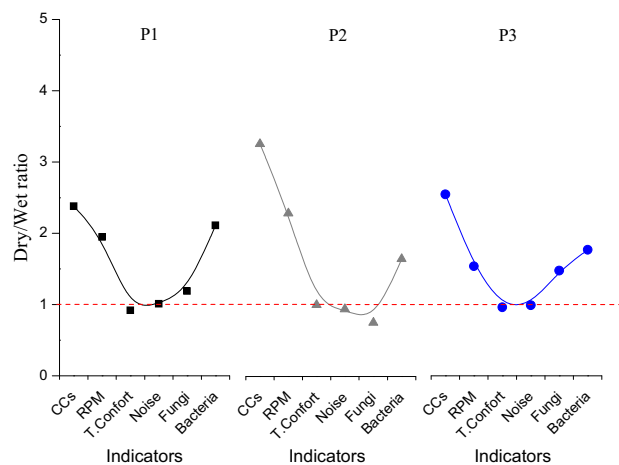 P1 P2 P3
Dry/Wet ratio
5
4
3
2
1
0
CCs RPM T.Confort Noise Fungi Bacteria
CCs RPM T.Confort Noise Fungi Bacteria
CCs RPM T.Confort Noise Fungi Bacteria
Indicators Indicators Indicators